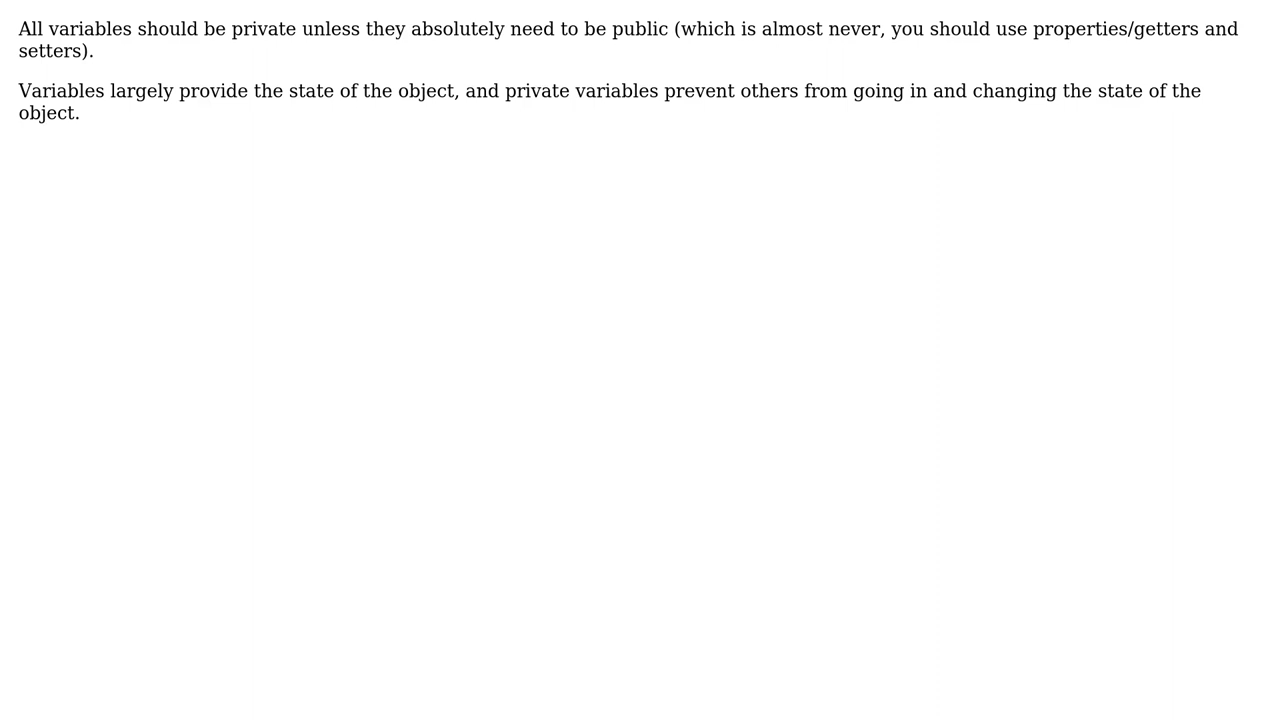 All variables should be private unless they absolutely need to be public (which is almost never, you should use properties/getters and
setters).
Variables largely provide the state of the object, and private variables prevent others from going in and changing the state of the
object.